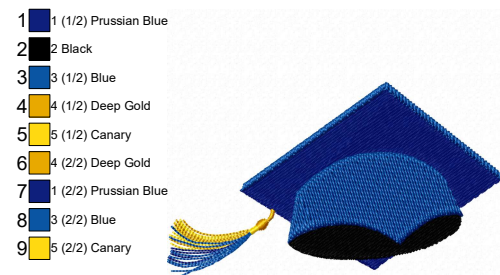 1 1 (1/2) Prussian Blue
2 2 Black
3 3 (1/2) Blue
4 4 (1/2) Deep Gold
5 5 (1/2) Canary
6 4 (2/2) Deep Gold
7 1 (2/2) Prussian Blue
8 3 (2/2) Blue
9 5 (2/2) Canary